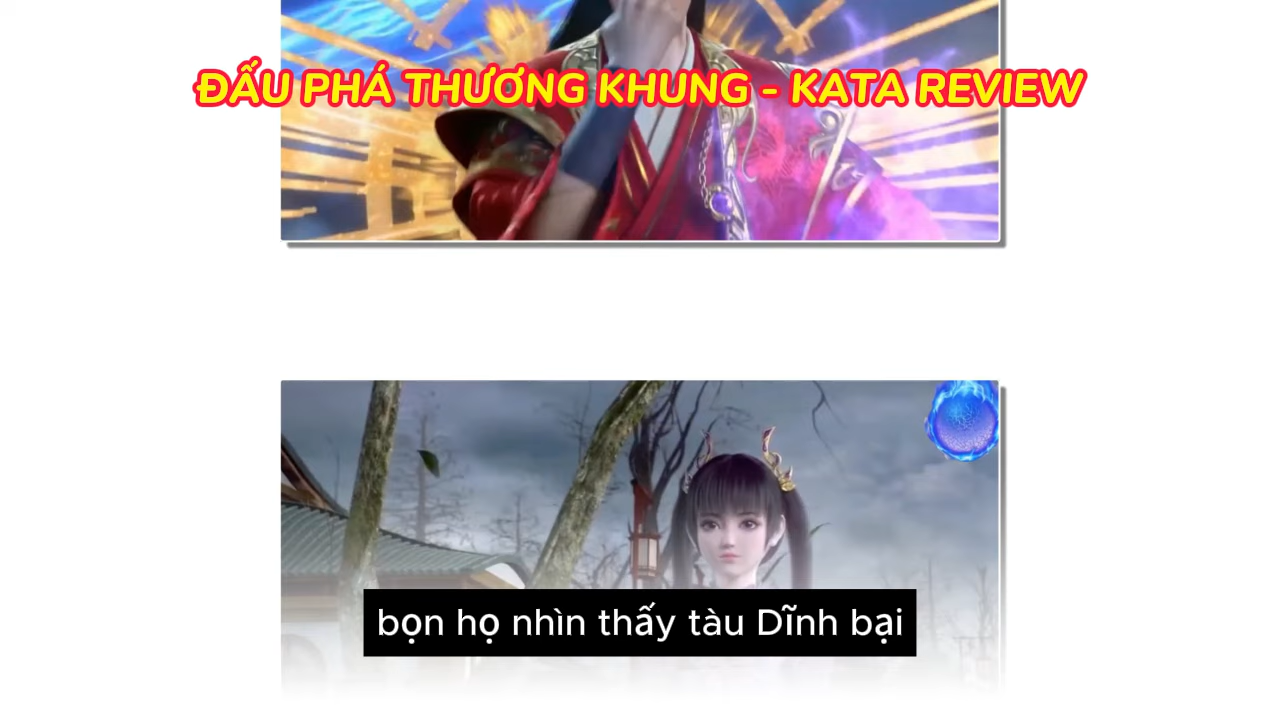 ĐẤU PHÁ THƯƠNG KHUNG - KATA REVIEW
bọn họ nhìn thấy tàu Dĩnh bại